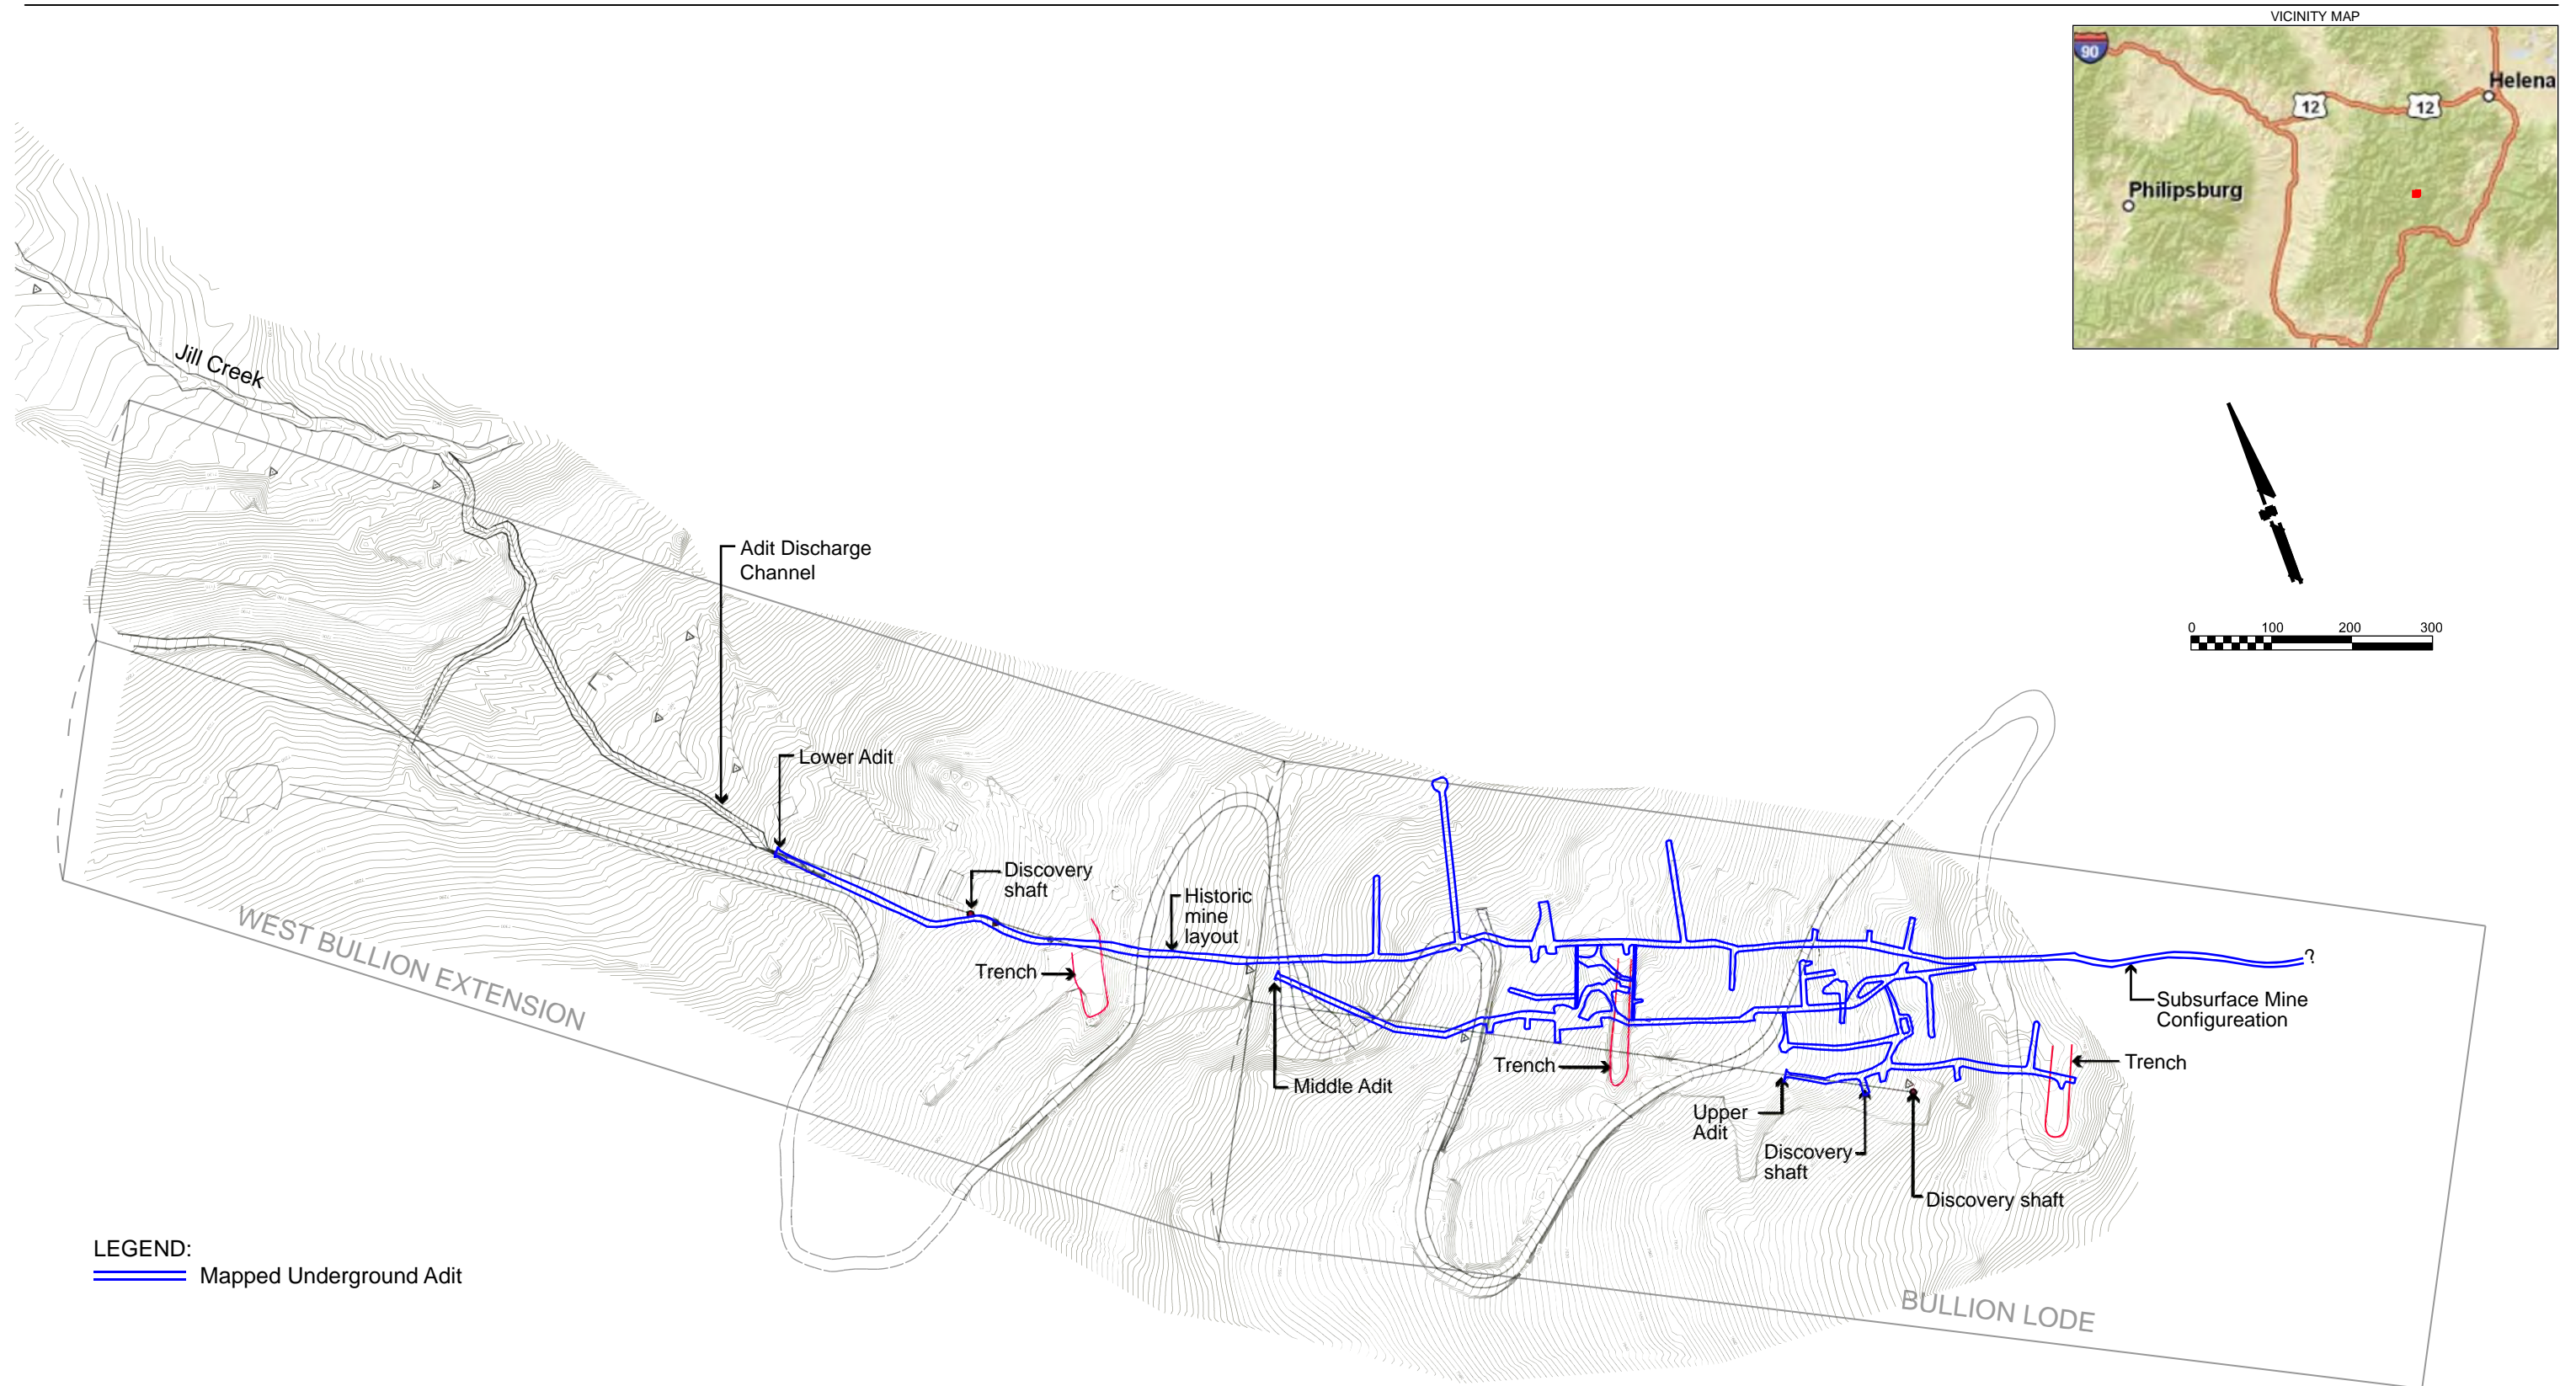 VICINITY MAP
90
Helena
12
12
Philipsburg
Jill Creek
Adit Discharge
Channel
0 100 200 300
Lower Adit
Discovery
shaft
Historic
mine
layout
Trench
WEST BULLION EXTENSION
?
Subsurface Mine
Configureation
Trench
Trench
Middle Adit
Upper
Adit
Discovery
shaft
Discovery shaft
LEGEND:
Mapped Underground Adit
BULLION LODE